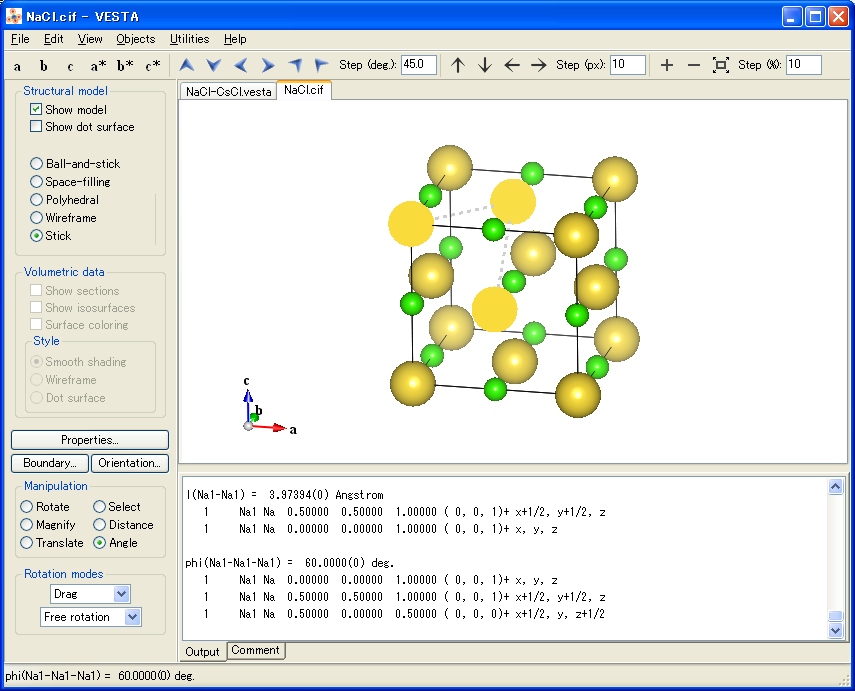 NaCl.cif - VESTA
File Edit View Objects Utilities Help
a b c a* b* c* Step (deg.): 45.0 Step (px): 10 Step (%): 10
Structural model
Show model
Show dot surface
Ball-and-stick
Space-filling
Polyhedral
Wireframe
Stick
Volumetric data
Show sections
Show isosurfaces
Surface coloring
Style
Smooth shading
Wireframe
Dot surface
Properties...
Boundary... Orientation...
Manipulation
Rotate Select
Magnify Distance
Translate Angle
Rotation modes
Drag
Free rotation
NaCl-CsCl.vesta NaCl.cif
c
b
a
l(Na1-Na1) = 3.97394(0) Angstrom
1 Na1 Na 0.50000 0.50000 1.00000 ( 0, 0, 1)+ x+1/2, y+1/2, z
1 Na1 Na 0.00000 0.00000 1.00000 ( 0, 0, 1)+ x, y, z
phi(Na1-Na1-Na1) = 60.0000(0) deg.
1 Na1 Na 0.00000 0.00000 1.00000 ( 0, 0, 1)+ x, y, z
1 Na1 Na 0.50000 0.50000 1.00000 ( 0, 0, 1)+ x+1/2, y+1/2, z
1 Na1 Na 0.50000 0.00000 0.50000 ( 0, 0, 0)+ x+1/2, y, z+1/2
Output Comment
phi(Na1-Na1-Na1) = 60.0000(0) deg.